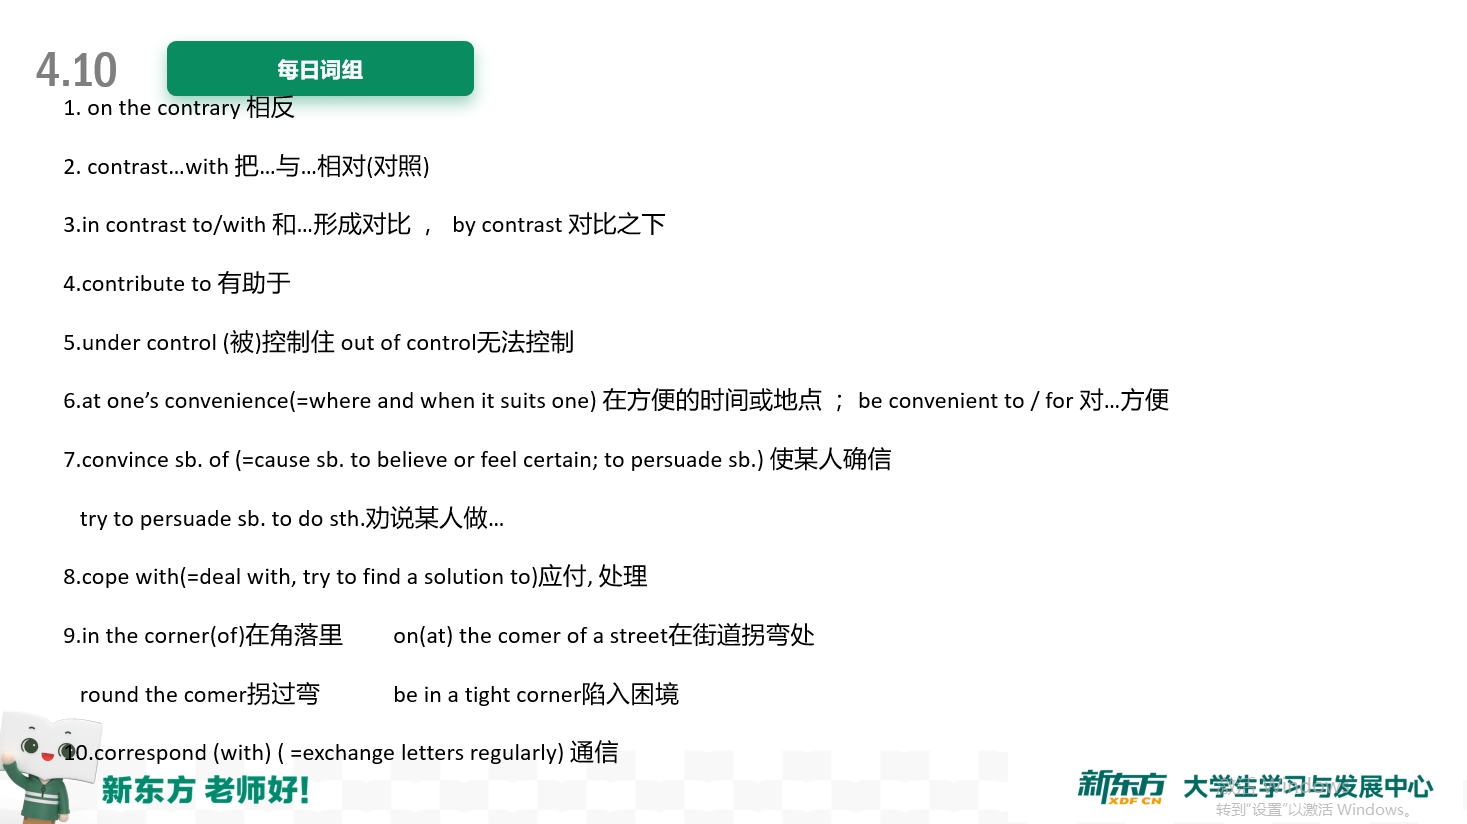 4.10
每日词组
1. on the contrary 相反
2. contrast...with 把...与...相对(对照)
3.in contrast to/with 和...形成对比 ， by contrast 对比之下
4.contribute to 有助于
5.under control (被)控制住 out of control无法控制
6.at one’s convenience(=where and when it suits one) 在方便的时间或地点 ；be convenient to / for 对...方便
7.convince sb. of (=cause sb. to believe or feel certain; to persuade sb.) 使某人确信
try to persuade sb. to do sth.劝说某人做...
8.cope with(=deal with, try to find a solution to)应付, 处理
9.in the corner(of)在角落里 on(at) the comer of a street在街道拐弯处
round the comer拐过弯 be in a tight corner陷入困境
10.correspond (with) ( =exchange letters regularly) 通信
新东方 老师好!
新东方 XDF CN 大学生学习与发展中心
激活 Windows
转到“设置”以激活 Windows。